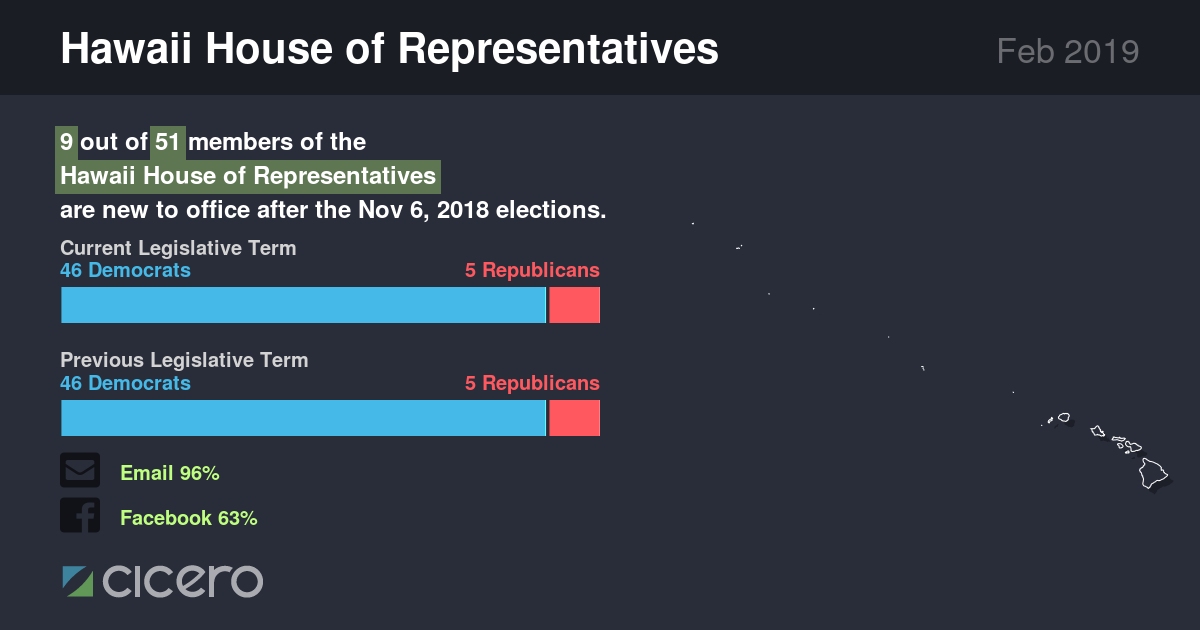 Hawaii House of Representatives
Feb 2019
9 out of 51 members of the
Hawaii House of Representatives
are new to office after the Nov 6, 2018 elections.
Current Legislative Term
46 Democrats
5 Republicans
Previous Legislative Term
46 Democrats
5 Republicans
Email 96%
Facebook 63%
cicero